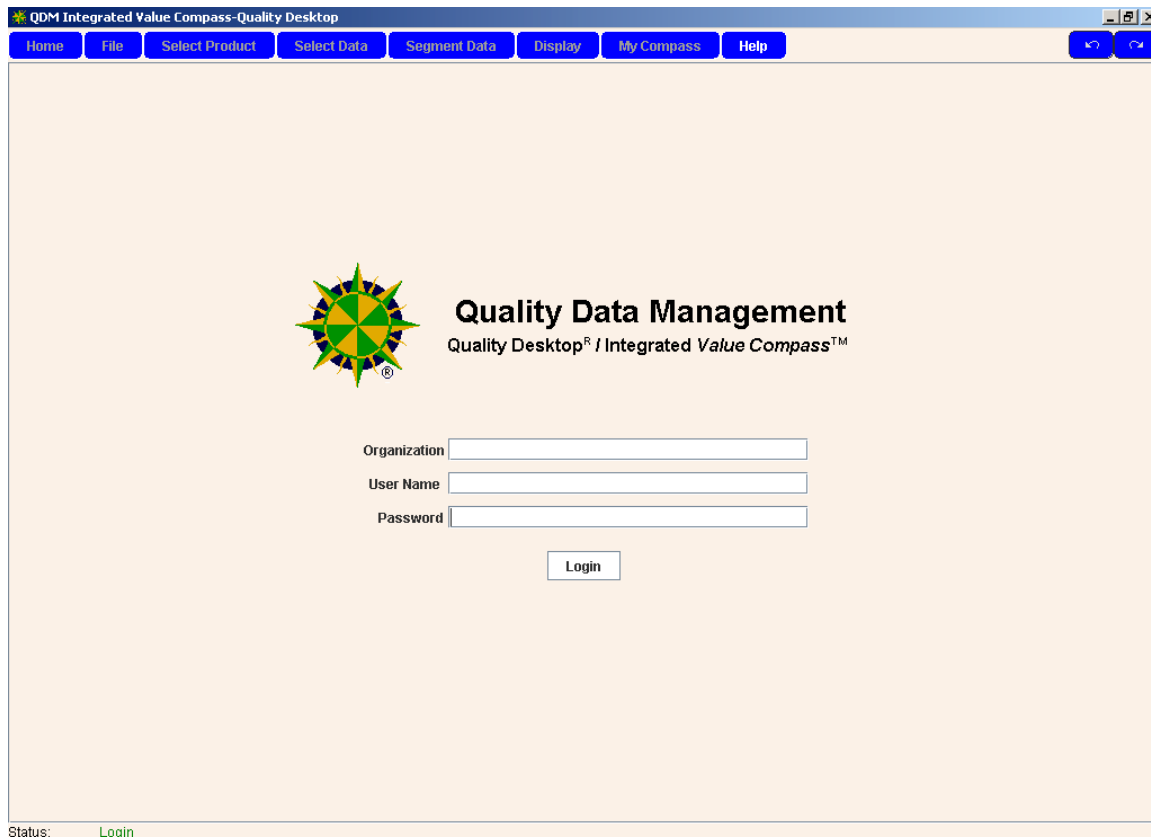 QDM Integrated Value Compass-Quality Desktop
Home File Select Product Select Data Segment Data Display My Compass Help
Quality Data Management
Quality Desktop^R / Integrated Value Compass™
®
Organization
User Name
Password
Login
Status: Login